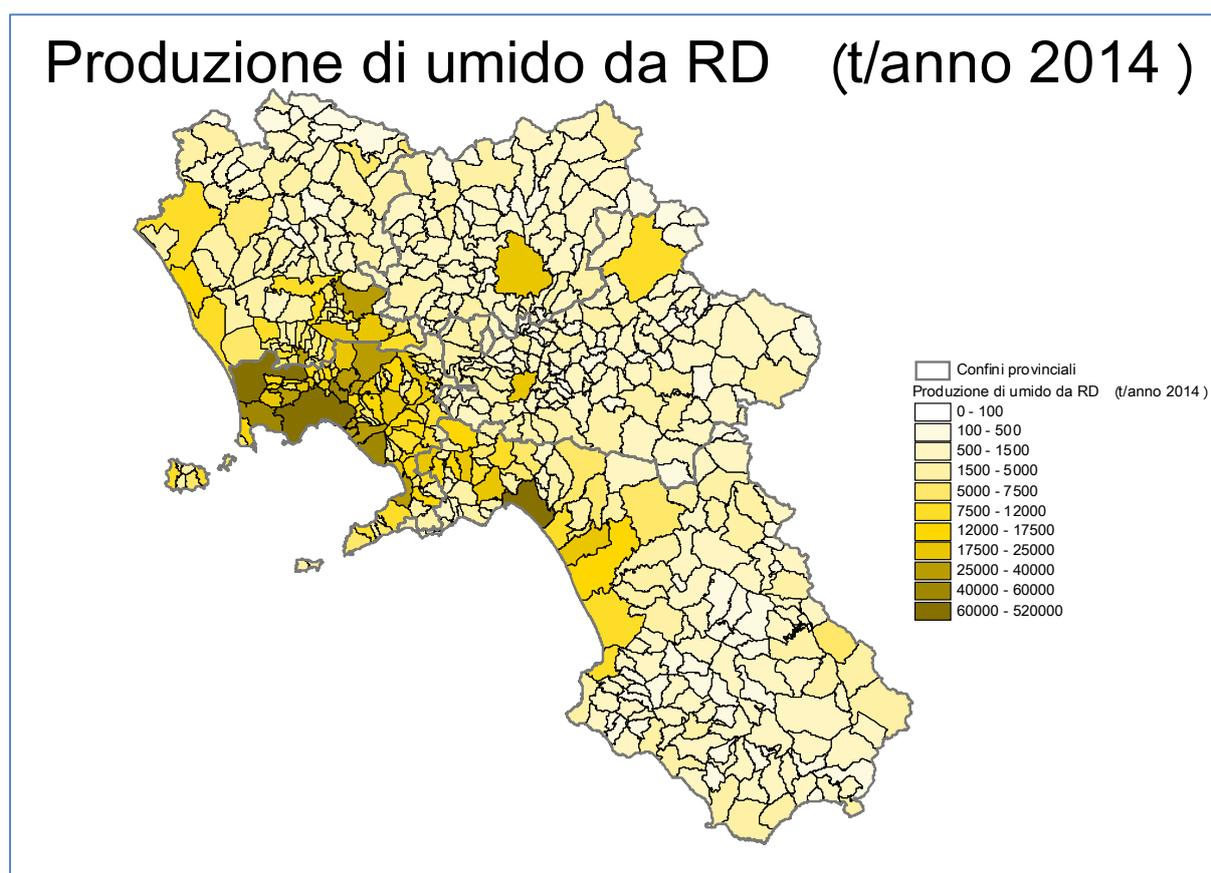 Produzione di umido da RD (t/anno 2014 )
Confini provinciali
Produzione di umido da RD (t/anno 2014 )
0 - 100
100 - 500
500 - 1500
1500 - 5000
5000 - 7500
7500 - 12000
12000 - 17500
17500 - 25000
25000 - 40000
40000 - 60000
60000 - 520000